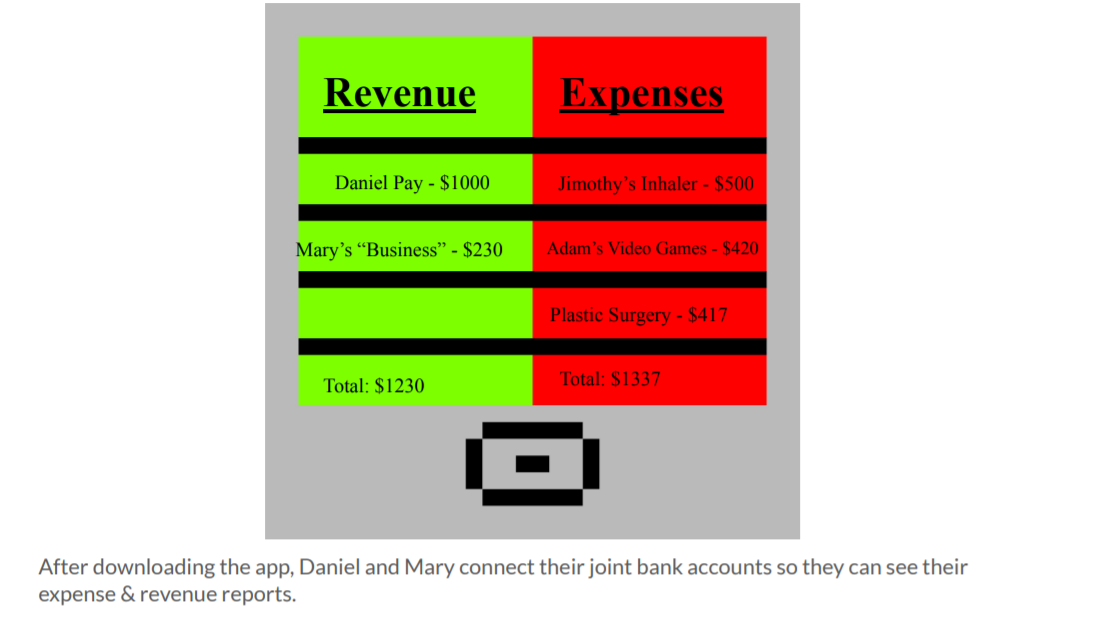 Revenue
Expenses
Daniel Pay - $1000
Jimothy’s Inhaler - $500
Mary’s “Business” - $230
Adam’s Video Games - $420
Plastic Surgery - $417
Total: $1230
Total: $1337
After downloading the app, Daniel and Mary connect their joint bank accounts so they can see their
expense & revenue reports.